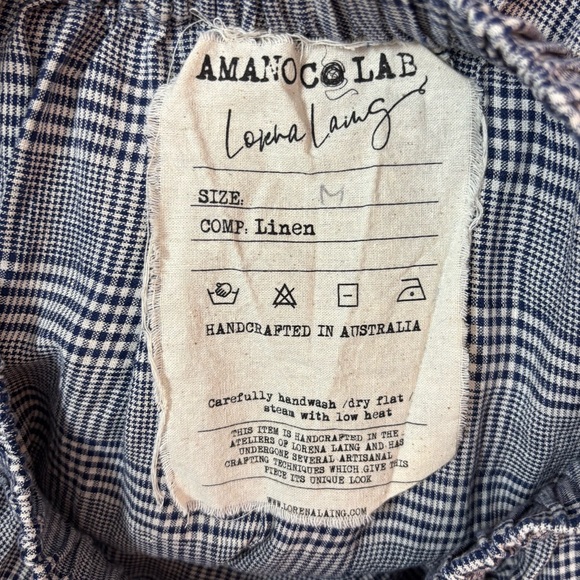 AMANOCO LAB
Lorena Laing
SIZE: M
COMP: Linen
HANDCRAFTED IN AUSTRALIA
Carefully handwash /dry flat /
steam with low heat
THIS ITEM IS HANDCRAFTED IN THE
ATELIERS OF LORENA LAING AND HAS
UNDERGONE SEVERAL ARTISANAL
CRAFTING TECHNIQUES WHICH GIVE THIS
PIECE ITS UNIQUE LOOK
WWW.LORENALAING.COM